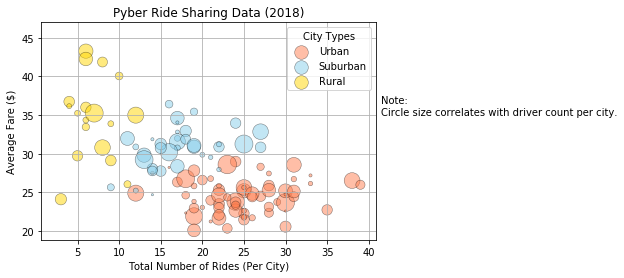 Pyber Ride Sharing Data (2018)
City Types
Urban
Suburban
Rural
Note:
Circle size correlates with driver count per city.
Average Fare ($)
45
40
35
30
25
20
5
10
15
20
25
30
35
40
Total Number of Rides (Per City)